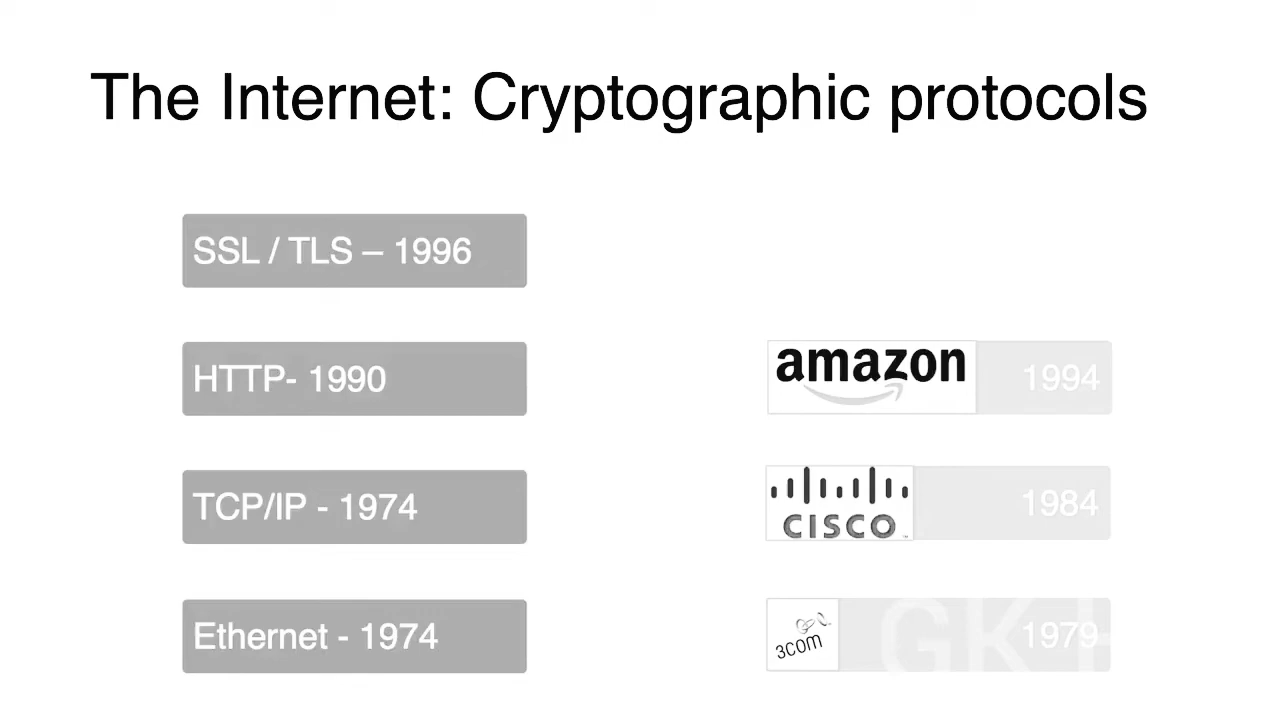 The Internet: Cryptographic protocols
SSL / TLS – 1996
HTTP- 1990
amazon 1994
TCP/IP - 1974
CISCO 1984
Ethernet - 1974
3com 1979
GK